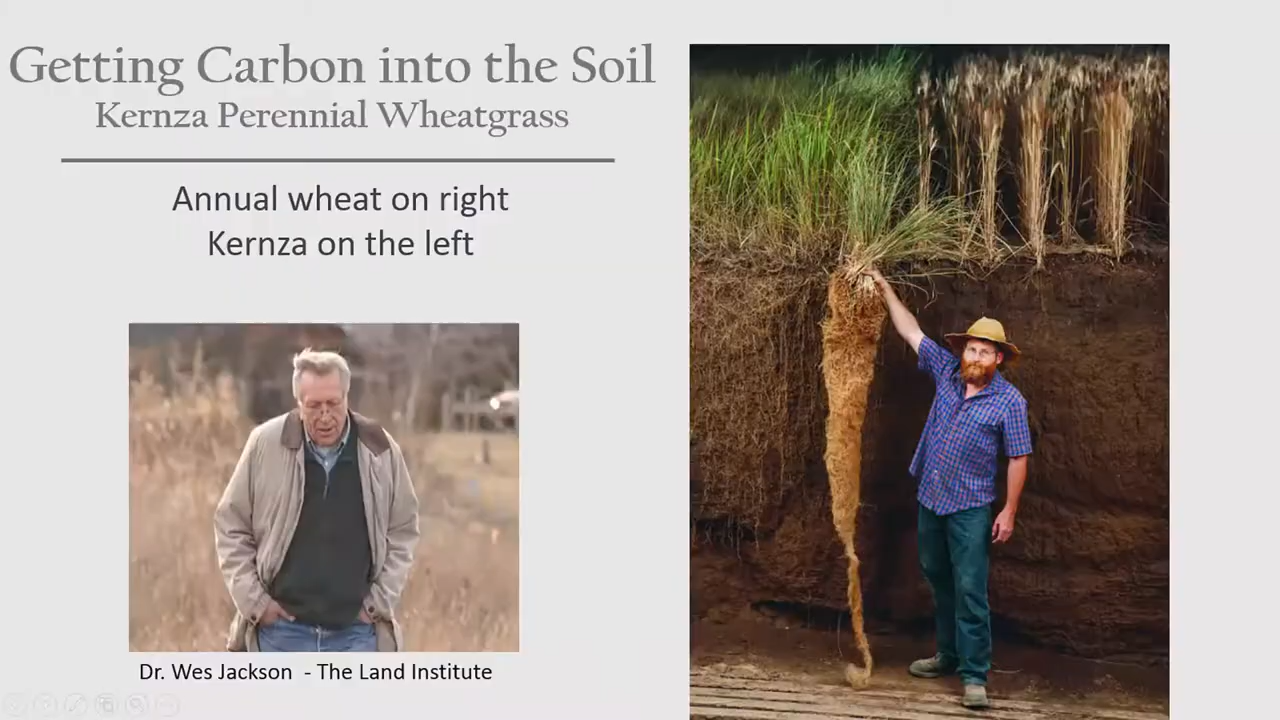 Getting Carbon into the Soil
Kernza Perennial Wheatgrass
Annual wheat on right
Kernza on the left
Dr. Wes Jackson - The Land Institute